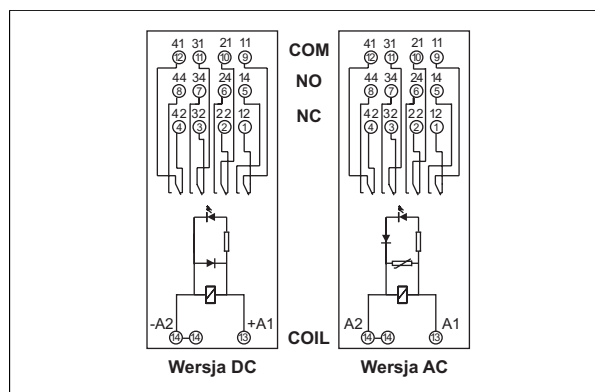 41 31 21 11 COM 41 31 21 11
12 11 10 9 12 11 10 9
44 34 24 14 NO 44 34 24 14
8 7 6 5 8 7 6 5
42 32 22 12 NC 42 32 22 12
4 3 2 1 4 3 2 1
-A2 +A1 A2 A1
14 14 13 COIL 14 14 13
Wersja DC Wersja AC